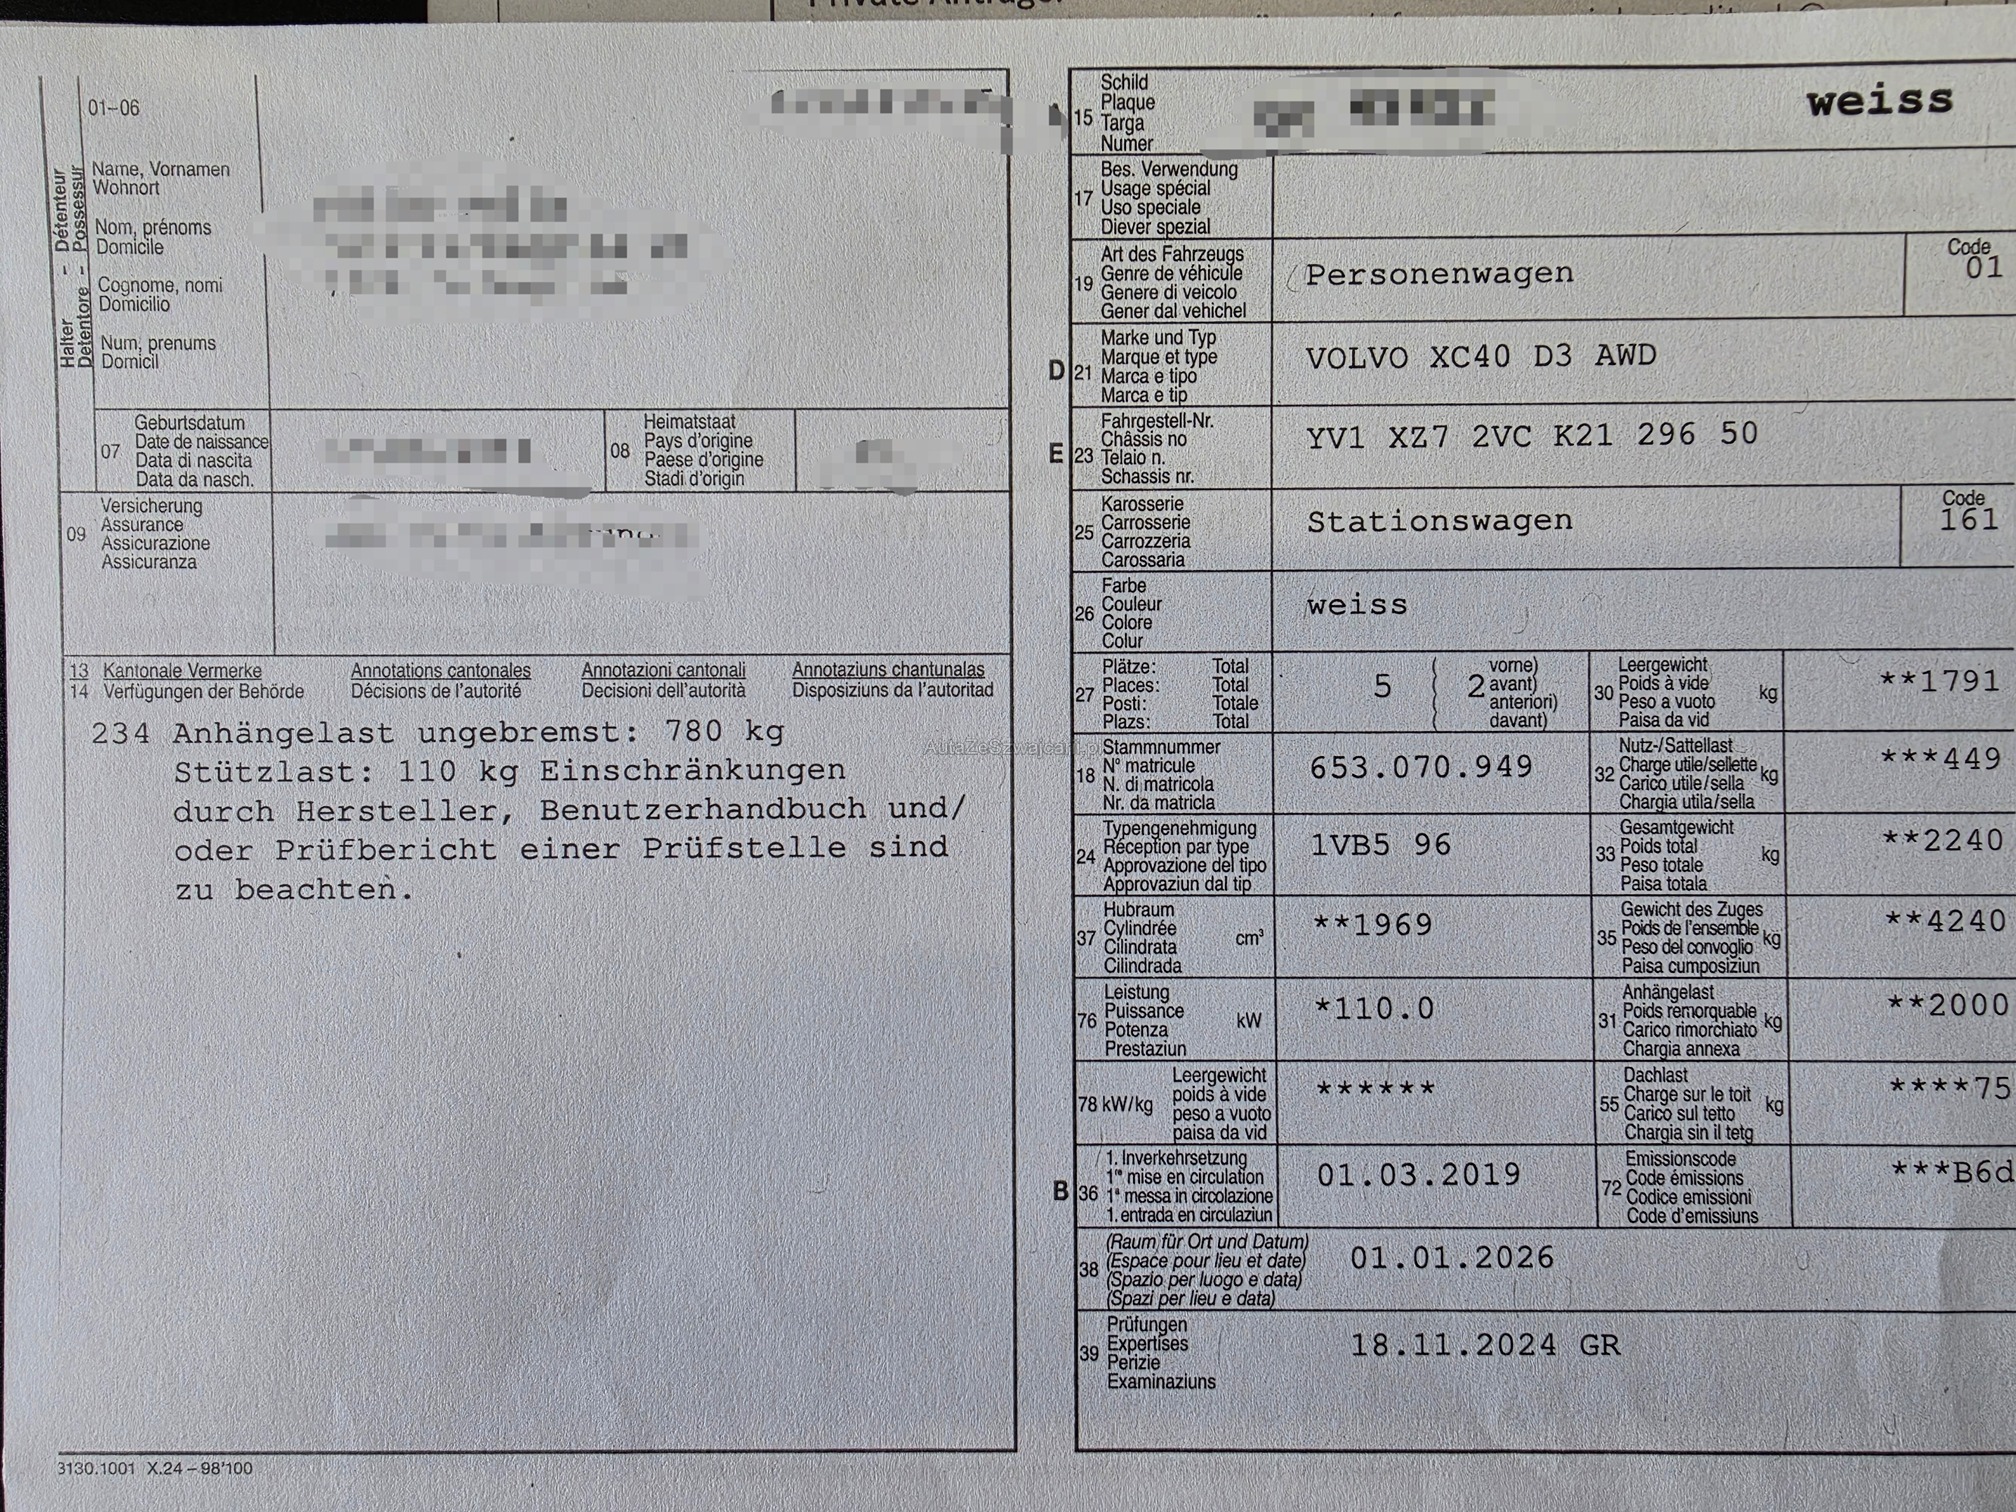 01–06
Halter – Détenteur
Detentore – Possessur
Name, Vornamen
Wohnort
Nom, prénoms
Domicile
Cognome, nomi
Domicilio
Num, prenums
Domicil
07
Geburtsdatum
Date de naissance
Data di nascita
Data da nasch.
08
Heimatstaat
Pays d'origine
Paese d'origine
Stadi d'origin
09
Versicherung
Assurance
Assicurazione
Assicuranza
13 Kantonale Vermerke Annotations cantonales Annotazioni cantonali Annotaziuns chantunalas
14 Verfügungen der Behörde Décisions de l'autorité Decisioni dell'autorità Disposiziuns da l'autoritad
234 Anhängelast ungebremst: 780 kg
Stützlast: 110 kg Einschränkungen
durch Hersteller, Benutzerhandbuch und/
oder Prüfbericht einer Prüfstelle sind
zu beachten.
3130.1001 X.24 – 98'100
15
Schild
Plaque
Targa
Numer
weiss
17
Bes. Verwendung
Usage spécial
Uso speciale
Diever spezial
19
Art des Fahrzeugs
Genre de véhicule
Genere di veicolo
Gener dal vehichel
Personenwagen
Code
01
D 21
Marke und Typ
Marque et type
Marca e tipo
Marca e tip
VOLVO XC40 D3 AWD
E 23
Fahrgestell-Nr.
Châssis no
Telaio n.
Schassis nr.
YV1 XZ7 2VC K21 296 50
25
Karosserie
Carrosserie
Carrozzeria
Carossaria
Stationswagen
Code
161
26
Farbe
Couleur
Colore
Colur
weiss
27
Plätze: Total
Places: Total
Posti: Totale
Plazs: Total
5
2
vorne)
avant)
anteriori)
davant)
30
Leergewicht
Poids à vide
Peso a vuoto
Paisa da vid
kg
**1791
18
Stammnummer
N° matricule
N. di matricola
Nr. da matricla
653.070.949
32
Nutz-/Sattellast
Charge utile/sellette
Carico utile/sella
Chargia utila/sella
kg
***449
24
Typengenehmigung
Réception par type
Approvazione del tipo
Approvaziun dal tip
1VB5 96
33
Gesamtgewicht
Poids total
Peso totale
Paisa totala
kg
**2240
37
Hubraum
Cylindrée
Cilindrata
Cilindrada
cm³
**1969
35
Gewicht des Zuges
Poids de l'ensemble
Peso del convoglio
Paisa cumposiziun
kg
**4240
76
Leistung
Puissance
Potenza
Prestaziun
kW
*110.0
31
Anhängelast
Poids remorquable
Carico rimorchiato
Chargia annexa
kg
**2000
78 kW/kg
Leergewicht
poids à vide
peso a vuoto
paisa da vid
******
55
Dachlast
Charge sur le toit
Carico sul tetto
Chargia sin il tetg
kg
****75
B 36
1. Inverkehrsetzung
1re mise en circulation
1a messa in circolazione
1. entrada en circulaziun
01.03.2019
72
Emissionscode
Code émissions
Codice emissioni
Code d'emissiuns
***B6d
38
(Raum für Ort und Datum)
(Espace pour lieu et date)
(Spazio per luogo e data)
(Spazi per lieu e data)
01.01.2026
39
Prüfungen
Expertises
Perizie
Examinaziuns
18.11.2024 GR